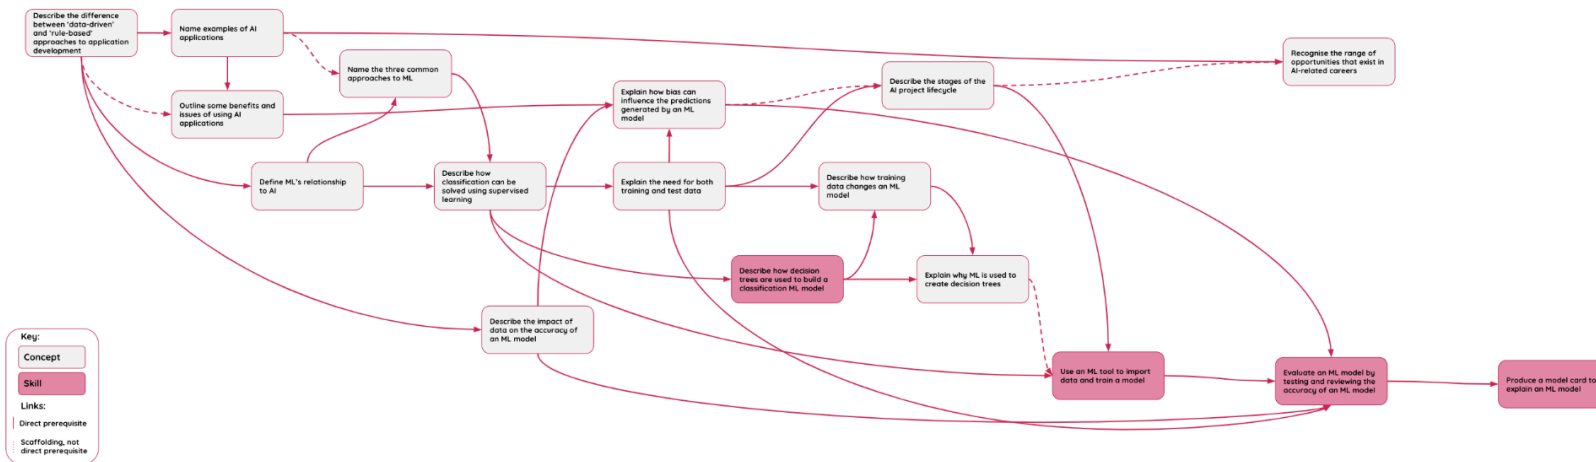 Describe the difference
between 'data-driven'
and 'rule-based'
approaches to application
development
Name examples of AI
applications
Name the three common
approaches to ML
Outline some benefits and
issues of using AI
applications
Define ML's relationship
to AI
Describe how
classification can be
solved using supervised
learning
Explain how bias can
influence the predictions
generated by an ML
model
Explain the need for both
training and test data
Describe the stages of the
AI project lifecycle
Describe how training
data changes an ML
model
Recognise the range of
opportunities that exist in
AI-related careers
Describe how decision
trees are used to build a
classification ML model
Explain why ML is used to
create decision trees
Describe the impact of
data on the accuracy of
an ML model
Use an ML tool to import
data and train a model
Evaluate an ML model by
testing and reviewing the
accuracy of an ML model
Produce a model card to
explain an ML model
Key:
Concept
Skill
Links:
Direct prerequisite
Scaffolding, not
direct prerequisite